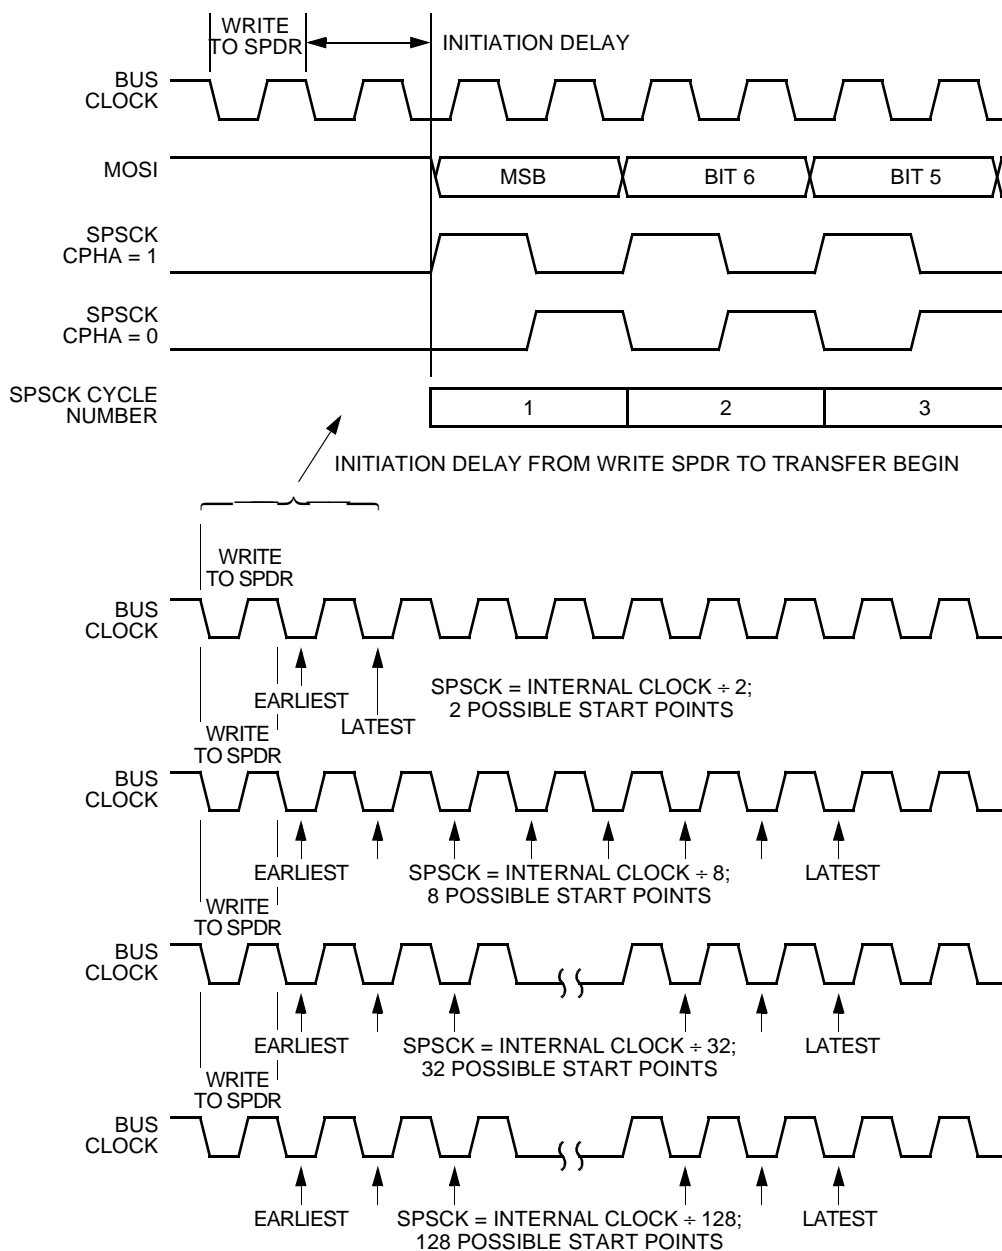 WRITE
TO SPDR
INITIATION DELAY
BUS
CLOCK
MOSI
MSB
BIT 6
BIT 5
SPSCK
CPHA = 1
SPSCK
CPHA = 0
SPSCK CYCLE
NUMBER
1
2
3
INITIATION DELAY FROM WRITE SPDR TO TRANSFER BEGIN
WRITE
TO SPDR
BUS
CLOCK
EARLIEST
LATEST
SPSCK = INTERNAL CLOCK ÷ 2;
2 POSSIBLE START POINTS
WRITE
TO SPDR
BUS
CLOCK
EARLIEST
SPSCK = INTERNAL CLOCK ÷ 8;
8 POSSIBLE START POINTS
LATEST
WRITE
TO SPDR
BUS
CLOCK
EARLIEST
SPSCK = INTERNAL CLOCK ÷ 32;
32 POSSIBLE START POINTS
LATEST
WRITE
TO SPDR
BUS
CLOCK
EARLIEST
SPSCK = INTERNAL CLOCK ÷ 128;
128 POSSIBLE START POINTS
LATEST